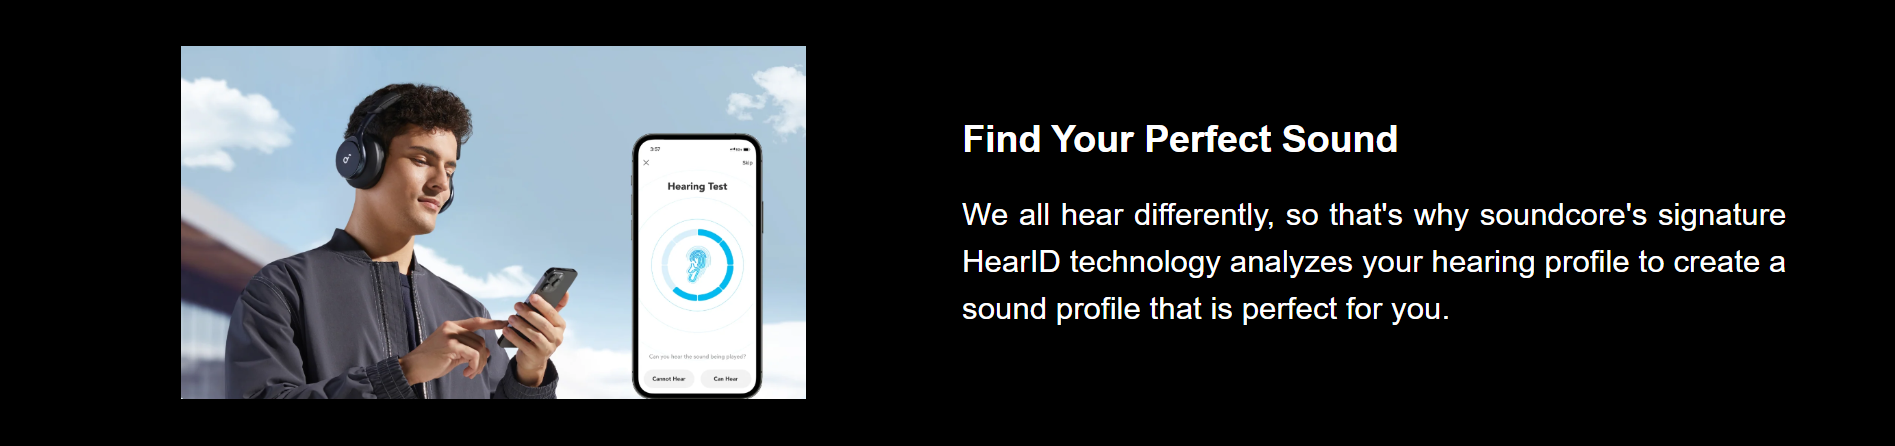 Find Your Perfect Sound
We all hear differently, so that's why soundcore's signature
HearID technology analyzes your hearing profile to create a
sound profile that is perfect for you.
3:57
Skip
Hearing Test
Can you hear the sound being played?
Cannot Hear
Can Hear